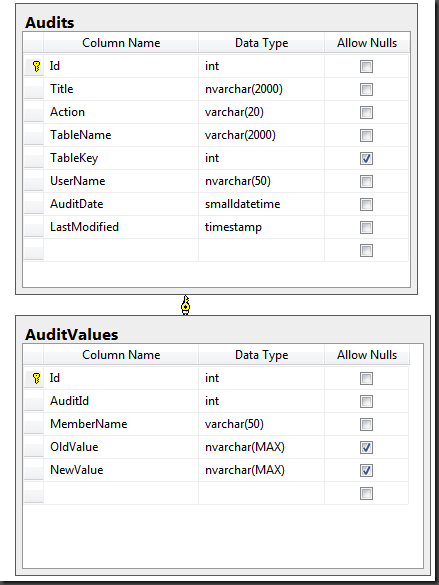 Audits
Column Name Data Type Allow Nulls
Id int
Title nvarchar(2000)
Action varchar(20)
TableName varchar(2000)
TableKey int
UserName nvarchar(50)
AuditDate smalldatetime
LastModified timestamp
AuditValues
Column Name Data Type Allow Nulls
Id int
AuditId int
MemberName varchar(50)
OldValue nvarchar(MAX)
NewValue nvarchar(MAX)